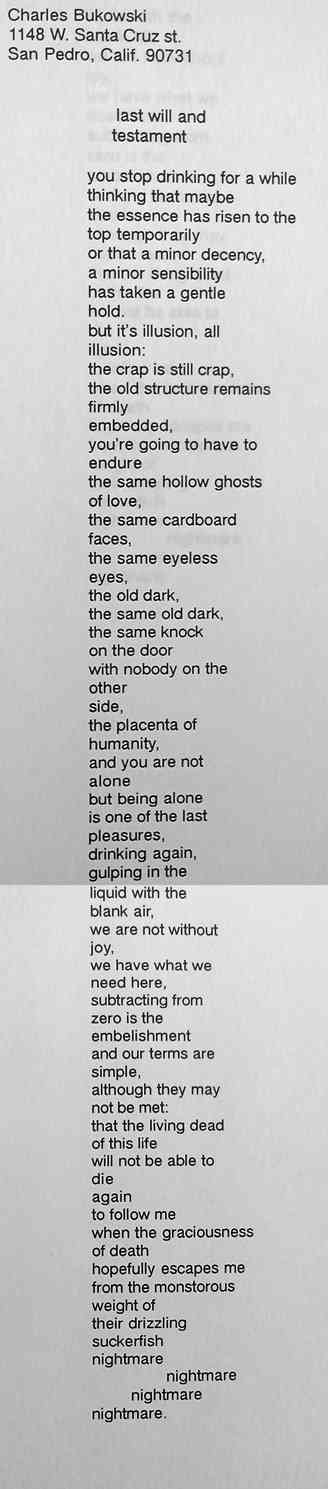 Charles Bukowski
1148 W. Santa Cruz st.
San Pedro, Calif. 90731
last will and
testament
you stop drinking for a while
thinking that maybe
the essence has risen to the
top temporarily
or that a minor decency,
a minor sensibility
has taken a gentle
hold.
but it's illusion, all
illusion:
the crap is still crap,
the old structure remains
firmly
embedded,
you're going to have to
endure
the same hollow ghosts
of love,
the same cardboard
faces,
the same eyeless
eyes,
the old dark,
the same old dark,
the same knock
on the door
with nobody on the
other
side,
the placenta of
humanity,
and you are not
alone
but being alone
is one of the last
pleasures,
drinking again,
gulping in the
liquid with the
blank air,
we are not without
joy,
we have what we
need here,
subtracting from
zero is the
embelishment
and our terms are
simple,
although they may
not be met:
that the living dead
of this life
will not be able to
die
again
to follow me
when the graciousness
of death
hopefully escapes me
from the monstorous
weight of
their drizzling
suckerfish
nightmare
nightmare
nightmare
nightmare.